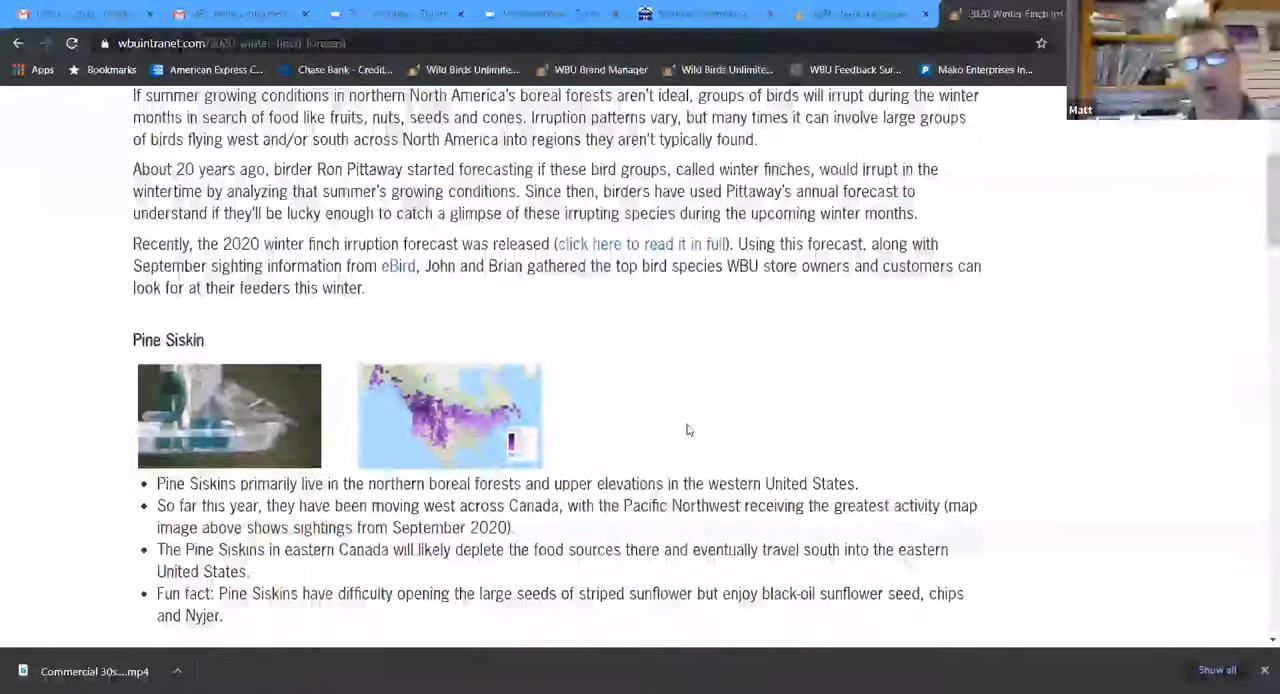 2020 Winter Finch Irr
wbuintranet.com/2020-winter-finch-forecast
Apps Bookmarks American Express C... Chase Bank - Credit... Wild Birds Unlimite... WBU Brand Manager Wild Birds Unlimite... WBU Feedback Sur... Mako Enterprises In...
Matt
If summer growing conditions in northern North America's boreal forests aren't ideal, groups of birds will irrupt during the winter
months in search of food like fruits, nuts, seeds and cones. Irruption patterns vary, but many times it can involve large groups
of birds flying west and/or south across North America into regions they aren't typically found.
About 20 years ago, birder Ron Pittaway started forecasting if these bird groups, called winter finches, would irrupt in the
wintertime by analyzing that summer's growing conditions. Since then, birders have used Pittaway's annual forecast to
understand if they'll be lucky enough to catch a glimpse of these irrupting species during the upcoming winter months.
Recently, the 2020 winter finch irruption forecast was released (click here to read it in full). Using this forecast, along with
September sighting information from eBird, John and Brian gathered the top bird species WBU store owners and customers can
look for at their feeders this winter.
Pine Siskin
• Pine Siskins primarily live in the northern boreal forests and upper elevations in the western United States.
• So far this year, they have been moving west across Canada, with the Pacific Northwest receiving the greatest activity (map
image above shows sightings from September 2020).
• The Pine Siskins in eastern Canada will likely deplete the food sources there and eventually travel south into the eastern
United States.
• Fun fact: Pine Siskins have difficulty opening the large seeds of striped sunflower but enjoy black-oil sunflower seed, chips
and Nyjer.
Commercial 30s....mp4
Show all